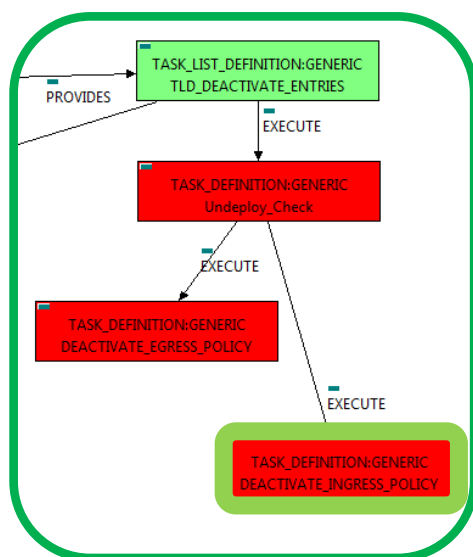 TASK_LIST_DEFINITION:GENERIC
TLD_DEACTIVATE_ENTRIES
PROVIDES
EXECUTE
TASK_DEFINITION:GENERIC
Undeploy_Check
EXECUTE
TASK_DEFINITION:GENERIC
DEACTIVATE_EGRESS_POLICY
EXECUTE
TASK_DEFINITION:GENERIC
DEACTIVATE_INGRESS_POLICY